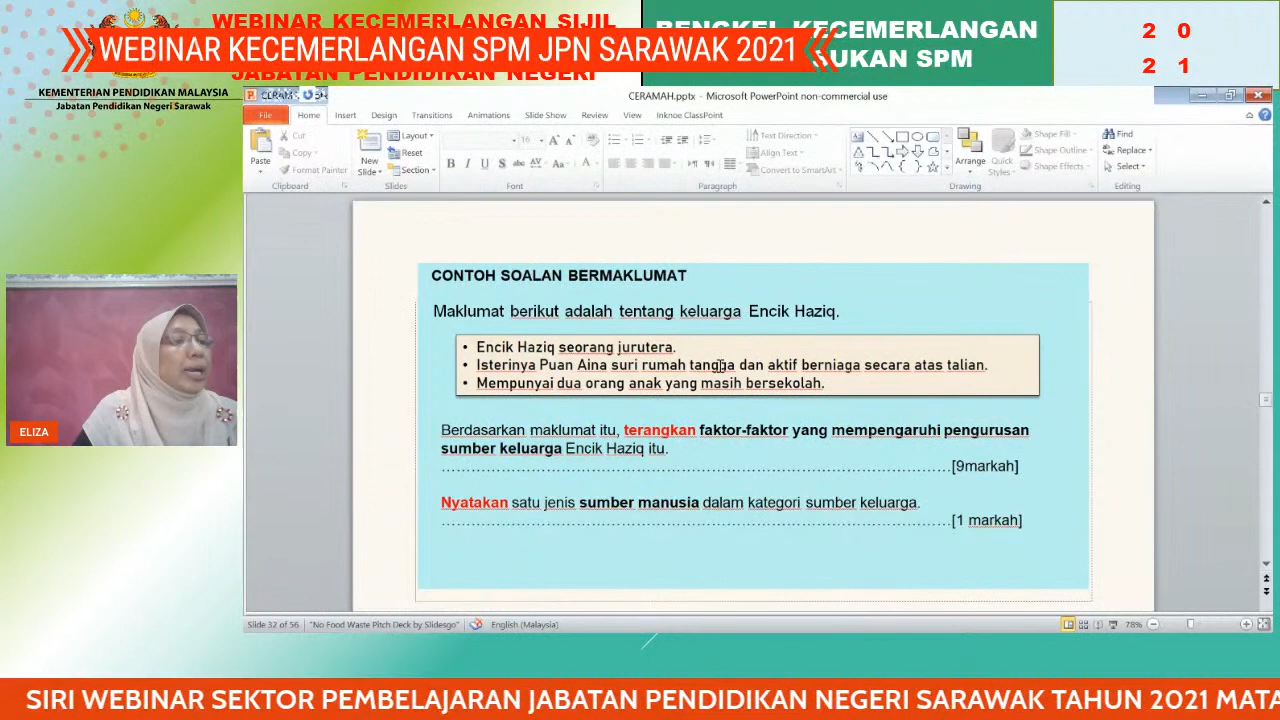 WEBINAR KECEMERLANGAN SIJIL
WEBINAR KECEMERLANGAN SPM JPN SARAWAK 2021
JABATAN PENDIDIKAN NEGERI
KEMENTERIAN PENDIDIKAN MALAYSIA
Jabatan Pendidikan Negeri Sarawak
BENGKEL KECEMERLANGAN
SUKAN SPM
2 0
2 1
CERAMAH.pptx - Microsoft PowerPoint non-commercial use
File Home Insert Design Transitions Animations Slide Show Review View Inknoe ClassPoint
Paste
Cut
Copy
Format Painter
Clipboard
New
Slide
Layout
Reset
Section
Slides
16
B I U S abc AV Aa A
Font
Text Direction
Align Text
Convert to SmartArt
Paragraph
Arrange
Quick
Styles
Shape Fill
Shape Outline
Shape Effects
Drawing
Find
Replace
Select
Editing
CONTOH SOALAN BERMAKLUMAT
Maklumat berikut adalah tentang keluarga Encik Haziq.
• Encik Haziq seorang jurutera.
• Isterinya Puan Aina suri rumah tangga dan aktif berniaga secara atas talian.
• Mempunyai dua orang anak yang masih bersekolah.
Berdasarkan maklumat itu, terangkan faktor-faktor yang mempengaruhi pengurusan
sumber keluarga Encik Haziq itu.
[9markah]
Nyatakan satu jenis sumber manusia dalam kategori sumber keluarga.
[1 markah]
ELIZA
Slide 32 of 56 "No Food Waste Pitch Deck by Slidesgo" English (Malaysia) 78%
SIRI WEBINAR SEKTOR PEMBELAJARAN JABATAN PENDIDIKAN NEGERI SARAWAK TAHUN 2021 MATA